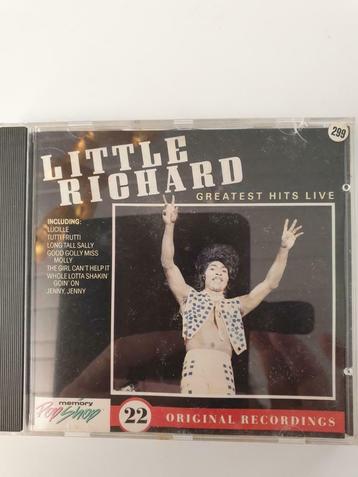 299
LITTLE
RICHARD
GREATEST HITS LIVE
INCLUDING:
LUCILLE
TUTTI FRUTTI
LONG TALL SALLY
GOOD GOLLY MISS
MOLLY
THE GIRL CAN'T HELP IT
WHOLE LOTTA SHAKIN'
GOIN' ON
JENNY, JENNY
memory
Pop Shop
22 ORIGINAL RECORDINGS